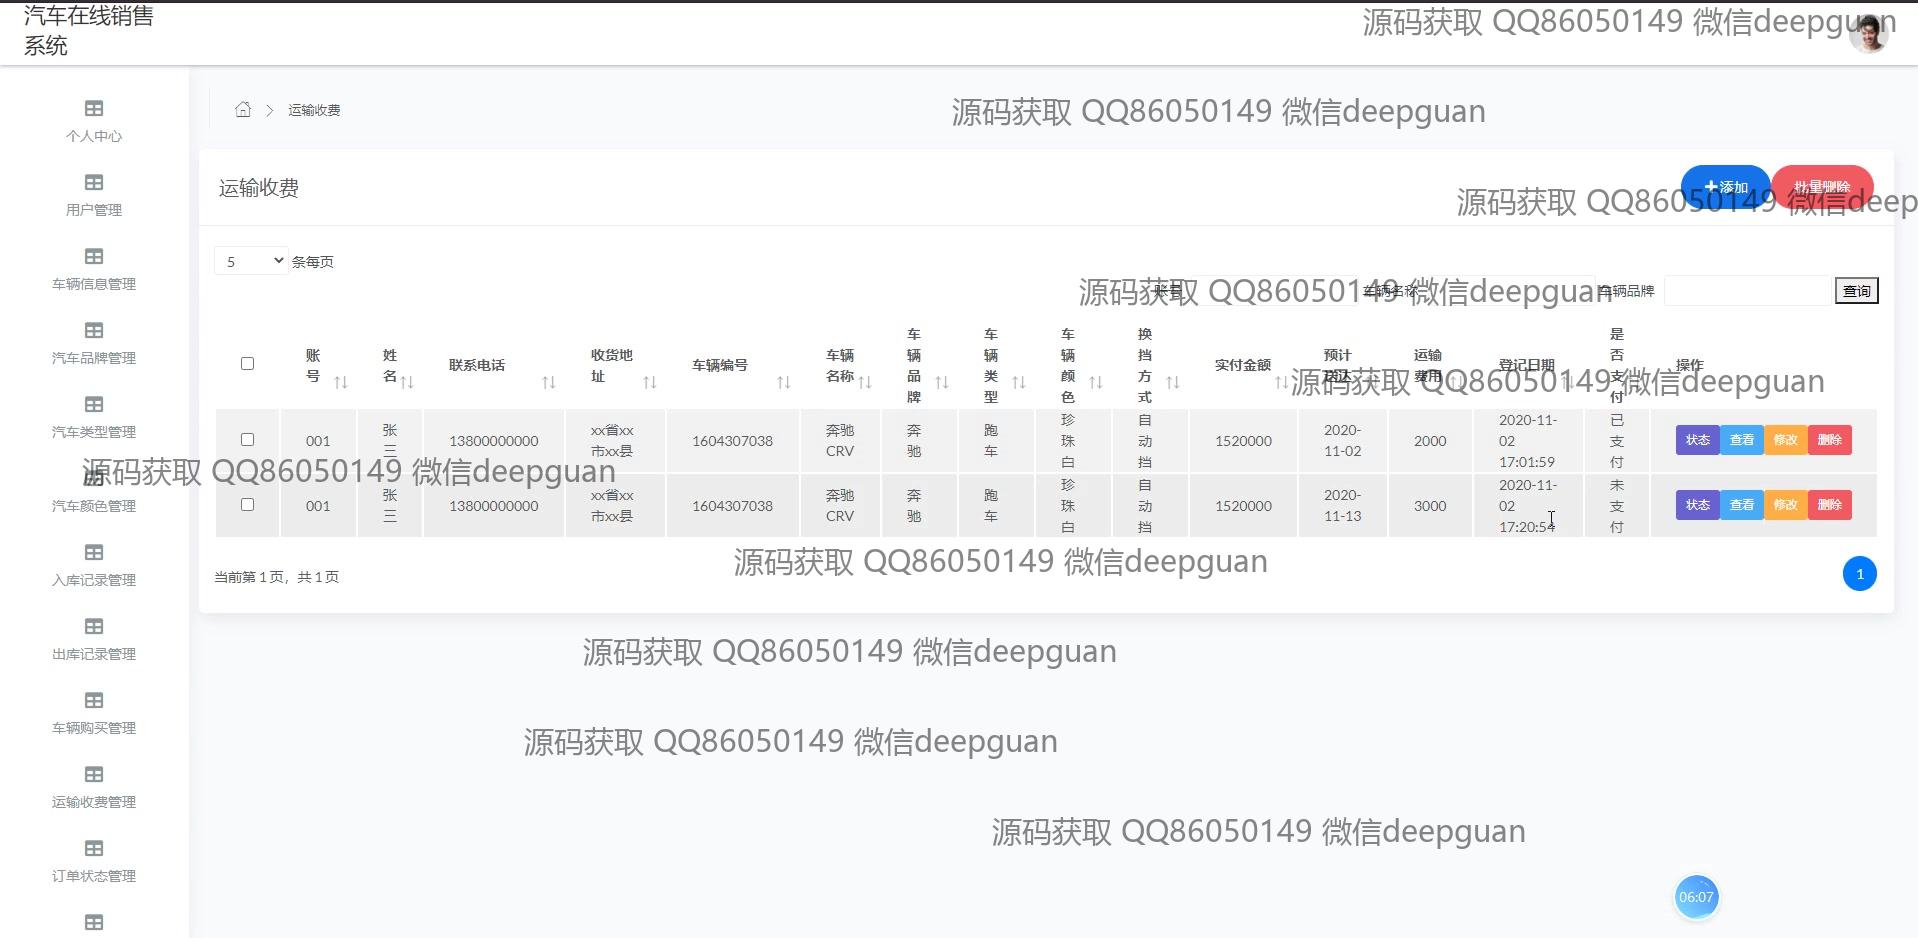 汽车在线销售
系统
源码获取 QQ86050149 微信deepguan
个人中心
用户管理
车辆信息管理
汽车品牌管理
汽车类型管理
汽车颜色管理
入库记录管理
出库记录管理
车辆购买管理
运输收费管理
订单状态管理
运输收费
源码获取 QQ86050149 微信deepguan
运输收费
添加
批量删除
源码获取 QQ86050149 微信deep
5 条每页
账号
车辆名称
车辆品牌
查询
源码获取 QQ86050149 微信deepguan
账号 姓名 联系电话 收货地址 车辆编号 车辆名称 车辆品牌 车辆类型 车辆颜色 换挡方式 实付金额 预计送达 运输费用 登记日期 是否支付 操作
源码获取 QQ86050149 微信deepguan
001 张三 13800000000 xx省xx市xx县 1604307038 奔驰CRV 奔驰 跑车 珍珠白 自动挡 1520000 2020-11-02 2000 2020-11-02 17:01:59 已支付 状态 查看 修改 删除
源码获取 QQ86050149 微信deepguan
001 张三 13800000000 xx省xx市xx县 1604307038 奔驰CRV 奔驰 跑车 珍珠白 自动挡 1520000 2020-11-13 3000 2020-11-02 17:20:54 未支付 状态 查看 修改 删除
源码获取 QQ86050149 微信deepguan
当前第 1 页，共 1 页
1
源码获取 QQ86050149 微信deepguan
源码获取 QQ86050149 微信deepguan
源码获取 QQ86050149 微信deepguan
06:07